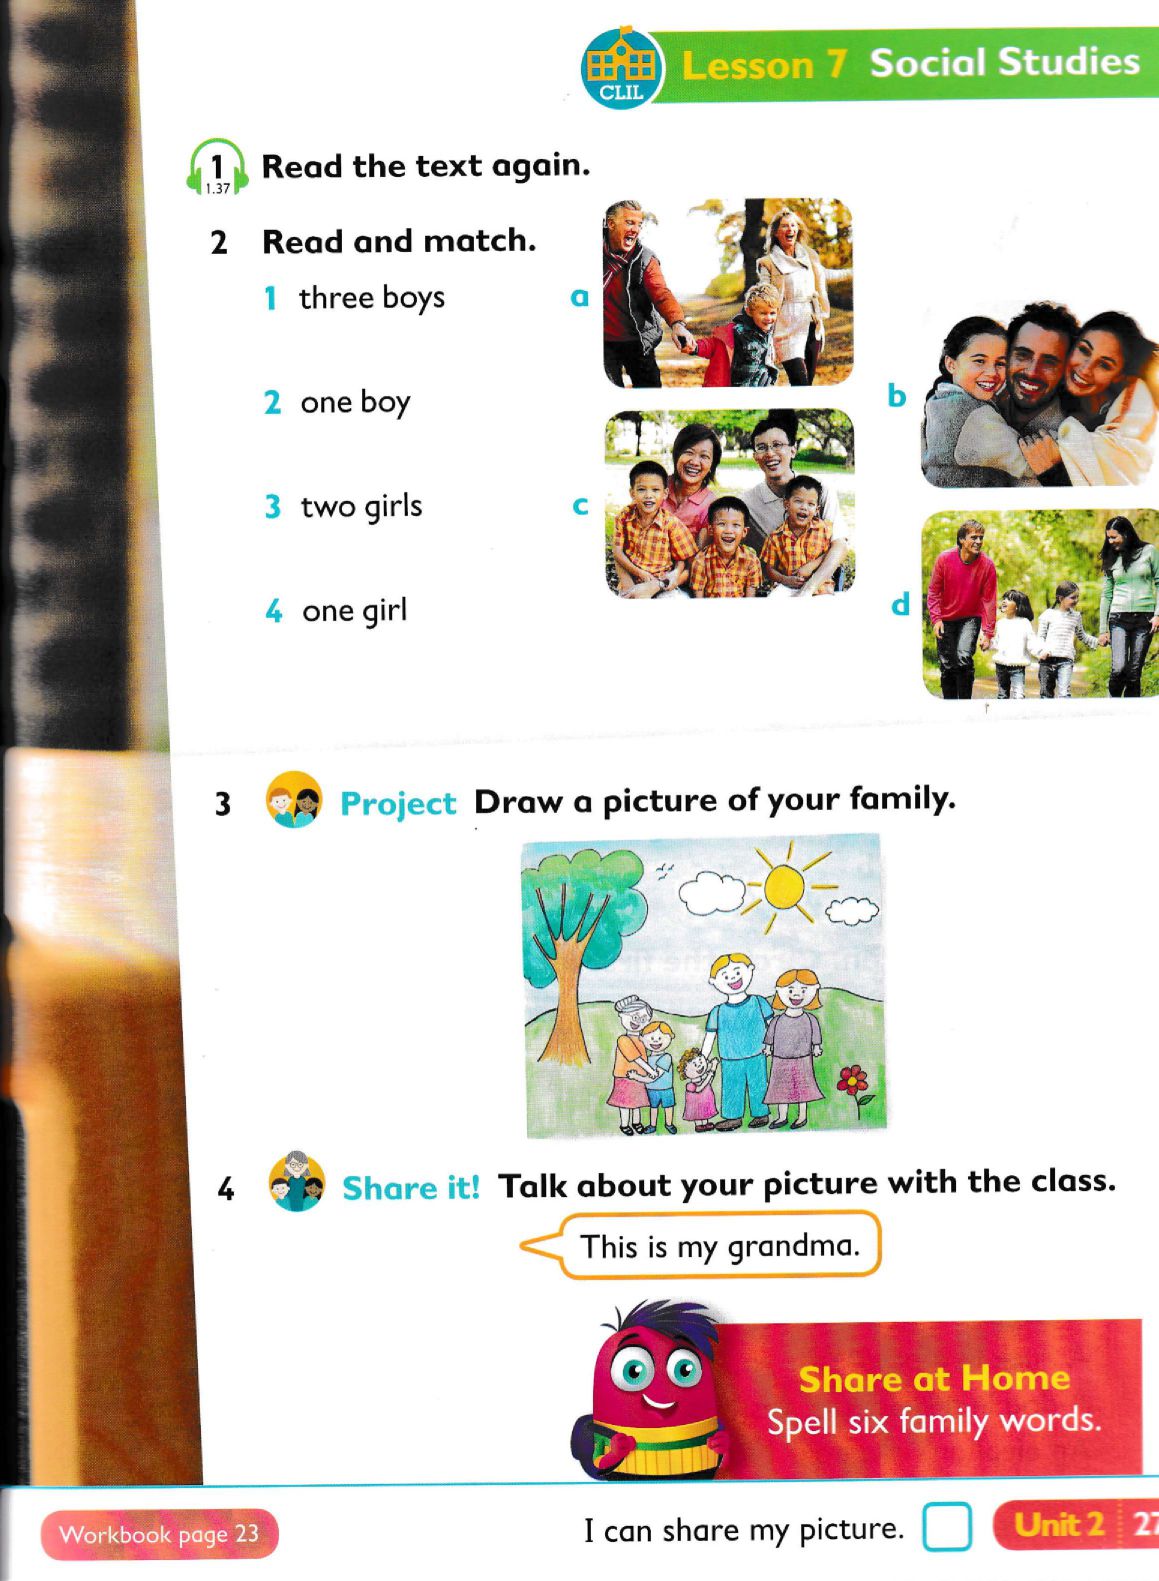 CLIL
Lesson 7 Social Studies
1
1.37
Read the text again.
2 Read and match.
1 three boys
2 one boy
3 two girls
4 one girl
a
b
c
d
3 Project Draw a picture of your family.
4 Share it! Talk about your picture with the class.
This is my grandma.
Share at Home
Spell six family words.
Workbook page 23
I can share my picture.
Unit 2 27